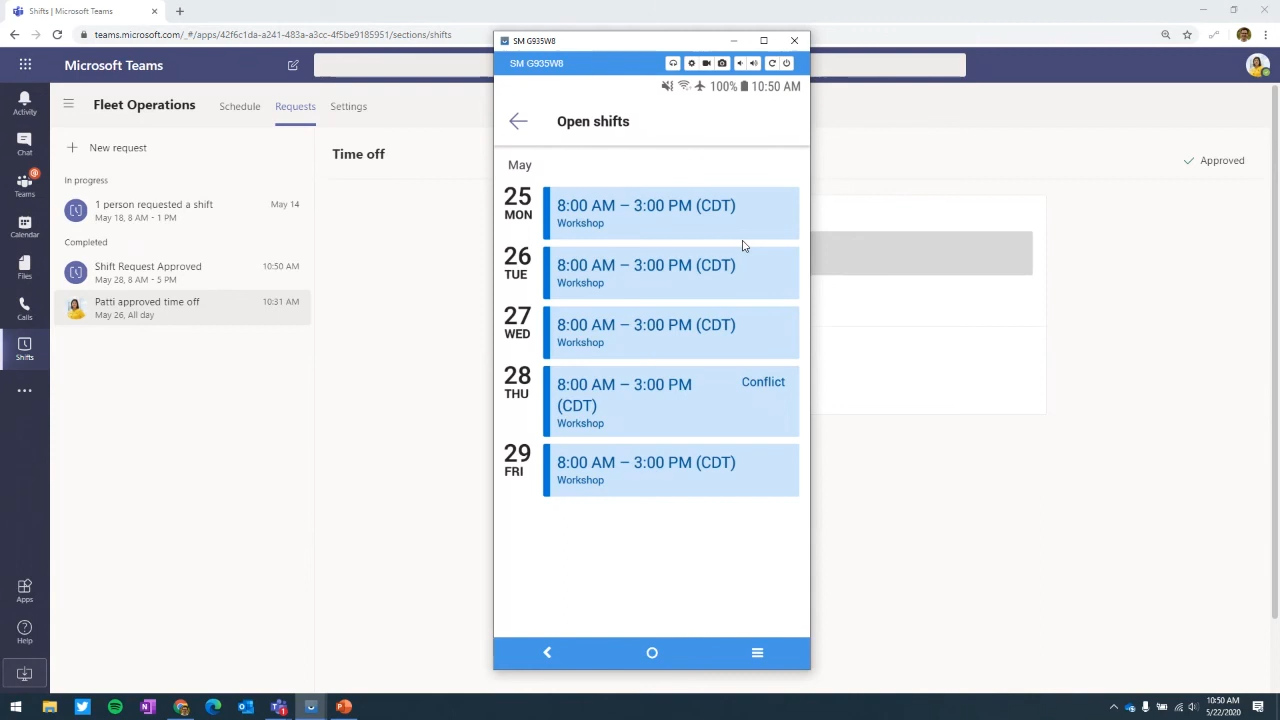 Shifts | Microsoft Teams
teams.microsoft.com/_#/apps/42f6c1da-a241-483a-a3cc-4f5be9185951/sections/shifts
Microsoft Teams
SM G935W8
SM G935W8
100% 10:50 AM
Activity
Chat
Teams
Calendar
Files
Calls
Shifts
Apps
Help
Fleet Operations
Schedule
Requests
Settings
New request
In progress
1 person requested a shift
May 14
May 18, 8 AM - 1 PM
Completed
Shift Request Approved
10:50 AM
May 28, 8 AM - 5 PM
Patti approved time off
10:31 AM
May 26, All day
Time off
Approved
Open shifts
May
25
MON
8:00 AM – 3:00 PM (CDT)
Workshop
26
TUE
8:00 AM – 3:00 PM (CDT)
Workshop
27
WED
8:00 AM – 3:00 PM (CDT)
Workshop
28
THU
8:00 AM – 3:00 PM
(CDT)
Conflict
Workshop
29
FRI
8:00 AM – 3:00 PM (CDT)
Workshop
10:50 AM
5/22/2020